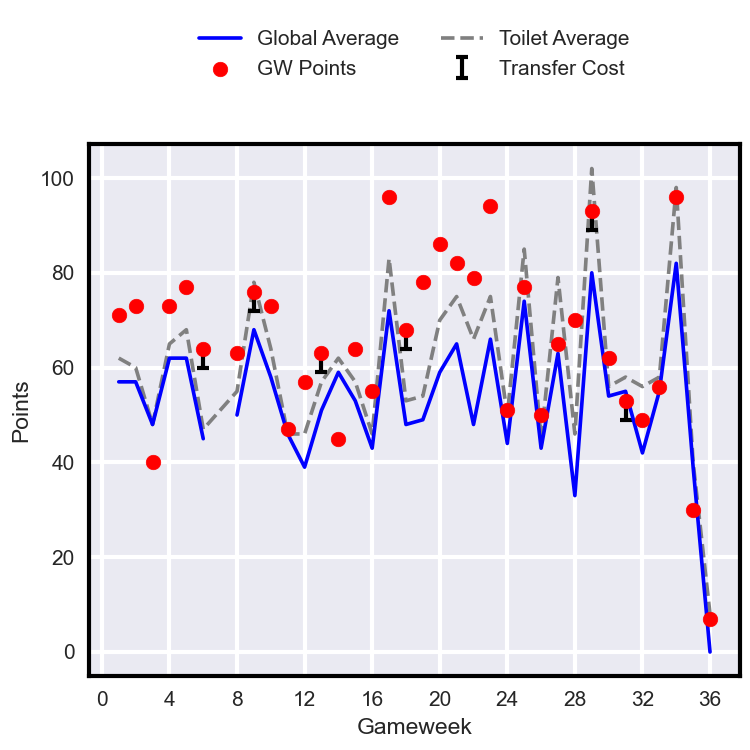 Global Average
Toilet Average
GW Points
Transfer Cost
100
80
60
40
20
0
Points
0 4 8 12 16 20 24 28 32 36
Gameweek